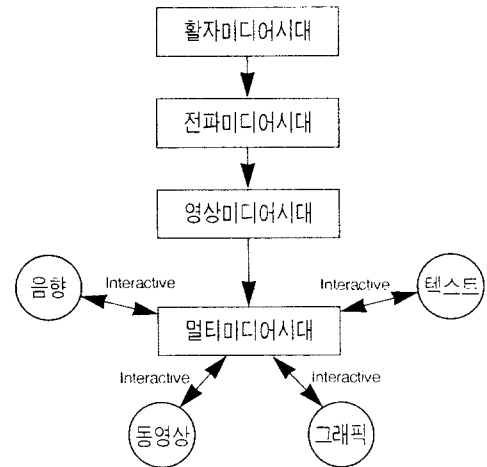 활자미디어시대
전파미디어시대
영상미디어시대
음향
Interactive
Interactive
텍스트
멀티미디어시대
Interactive
Interactive
동영상
그래픽